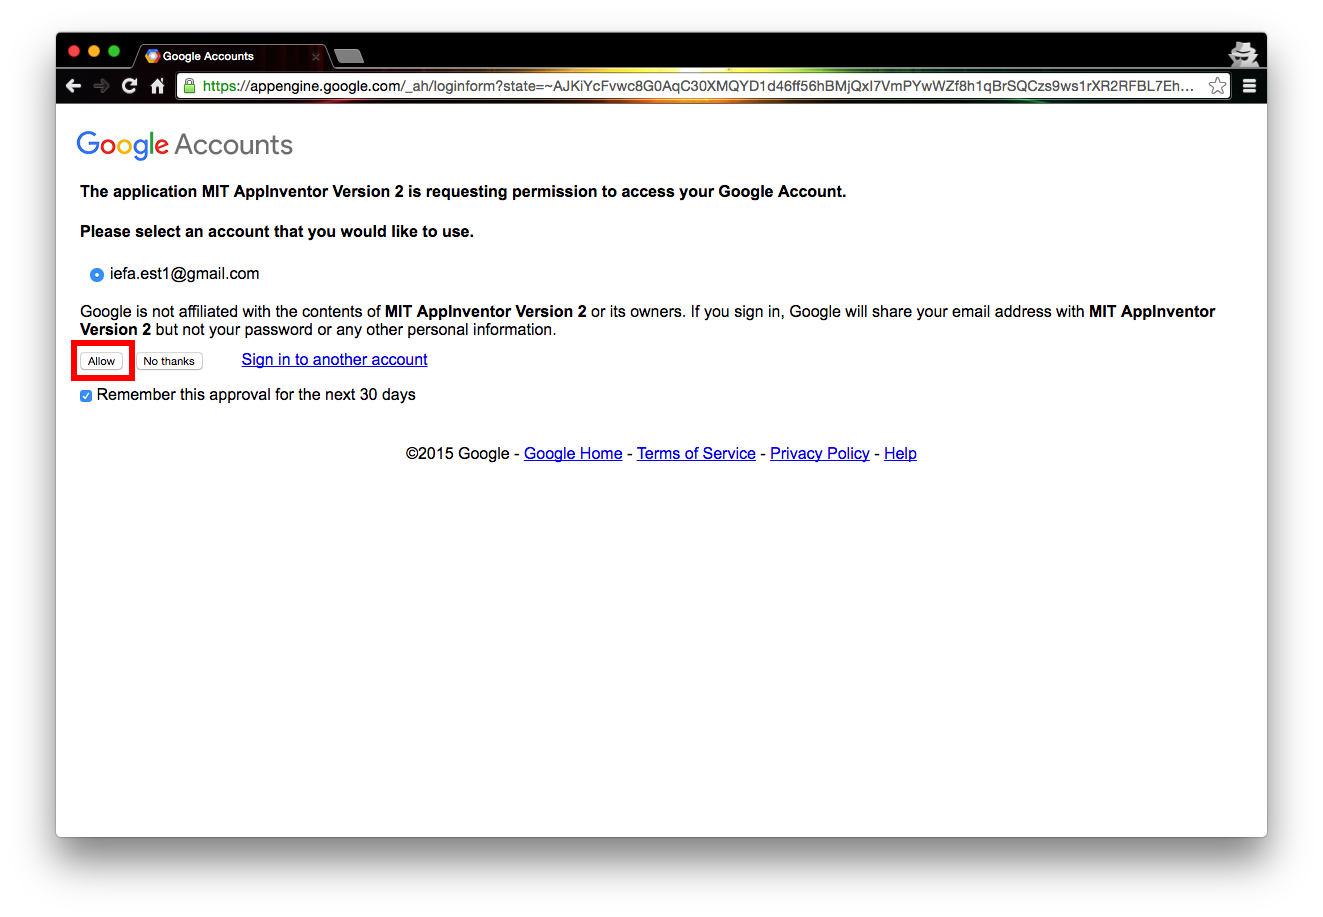 Google Accounts
https://appengine.google.com/_ah/loginform?state=~AJKiYcFvwc8G0AqC30XMQYD1d46ff56hBMjQxI7VmPYwWZf8h1qBrSQCzs9ws1rXR2RFBL7Eh...
Google Accounts
The application MIT AppInventor Version 2 is requesting permission to access your Google Account.
Please select an account that you would like to use.
iefa.est1@gmail.com
Google is not affiliated with the contents of MIT AppInventor Version 2 or its owners. If you sign in, Google will share your email address with MIT AppInventor
Version 2 but not your password or any other personal information.
Allow No thanks Sign in to another account
Remember this approval for the next 30 days
©2015 Google - Google Home - Terms of Service - Privacy Policy - Help